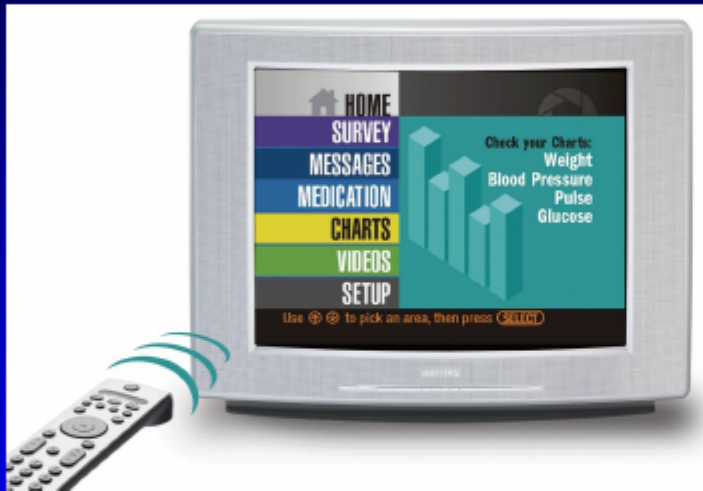 HOME
SURVEY
MESSAGES
MEDICATION
CHARTS
VIDEOS
SETUP
Check your Charts:
Weight
Blood Pressure
Pulse
Glucose
Use to pick an area, then press SELECT